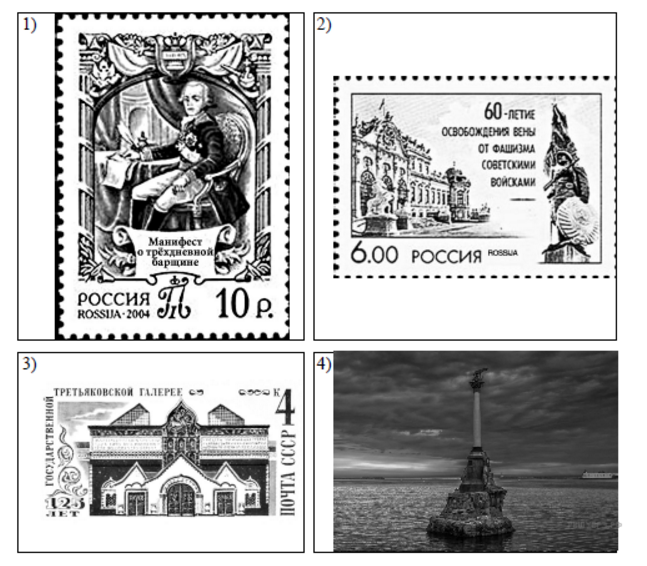 1)
Манифест
о трёхдневной
барщине
РОССИЯ
ROSSIJA·2004
10 р.
2)
60-ЛЕТИЕ
ОСВОБОЖДЕНИЯ ВЕНЫ
ОТ ФАШИЗМА
СОВЕТСКИМИ
ВОЙСКАМИ
6.00 РОССИЯ ROSSIJA
3)
ГОСУДАРСТВЕННОЙ
ТРЕТЬЯКОВСКОЙ ГАЛЕРЕЕ
125
ЛЕТ
4 К
ПОЧТА СССР
4)